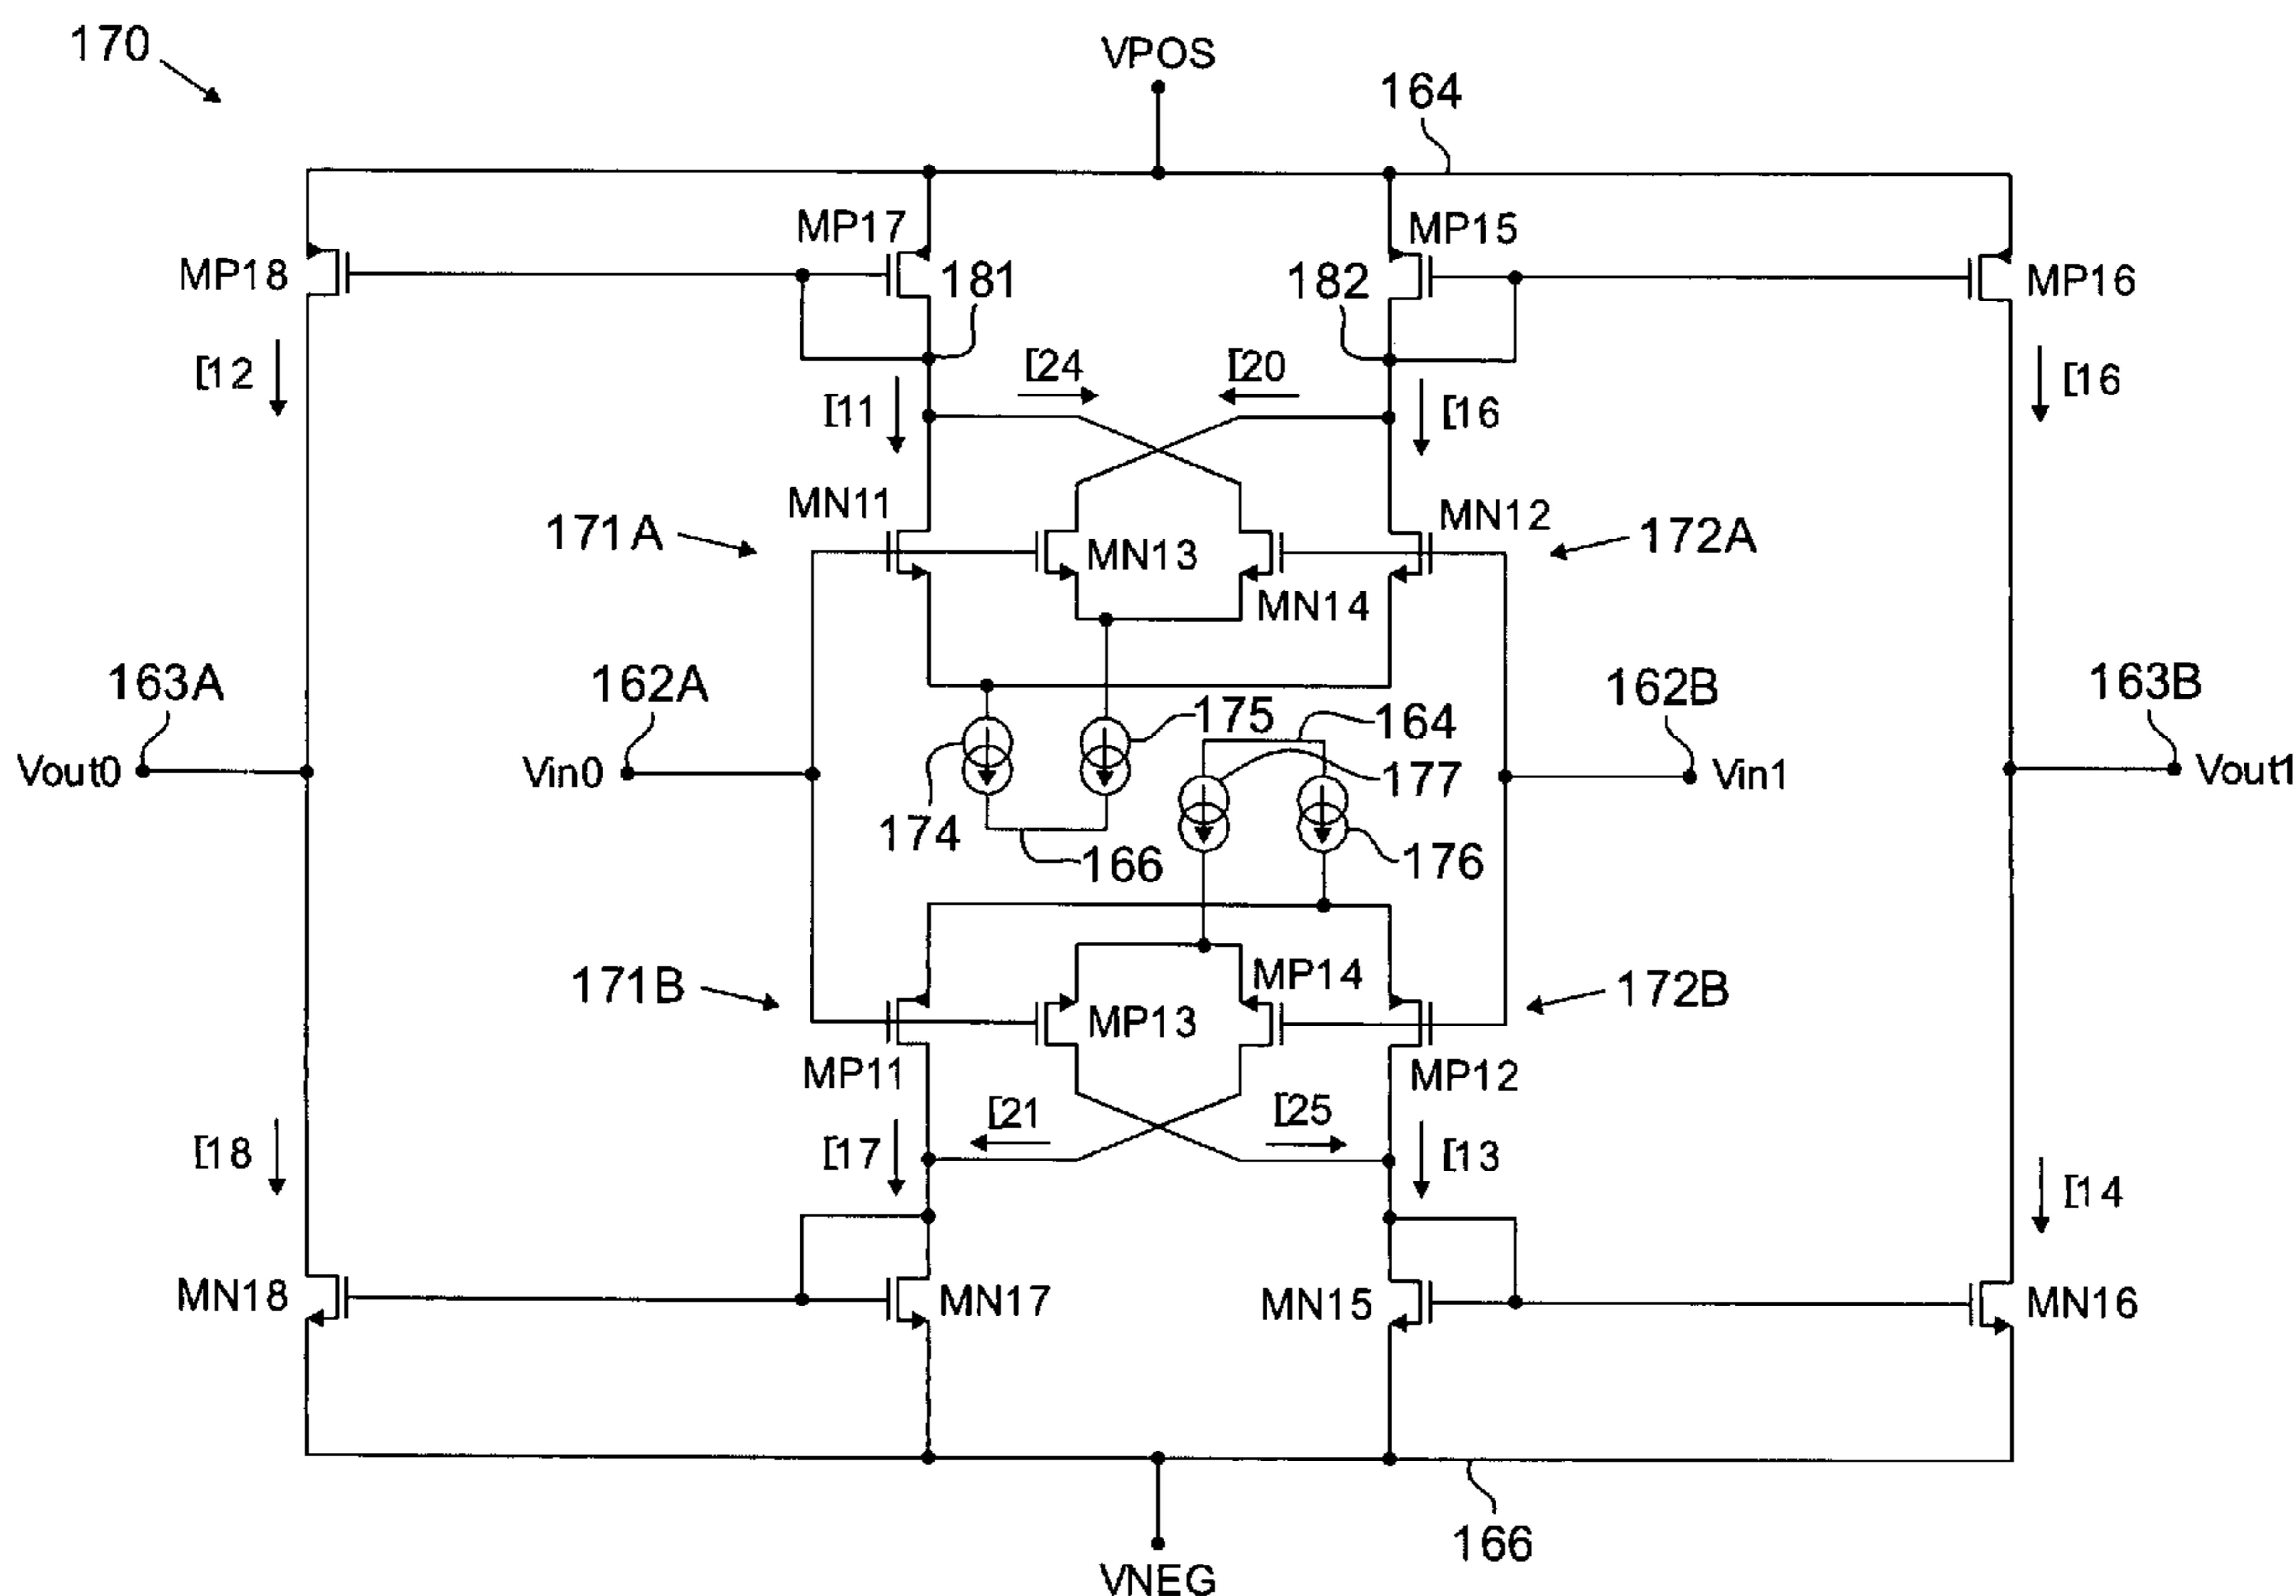 170
VPOS
164
MP17
MP15
MP18
181
182
MP16
I24
I20
I12
I11
I16
I16
MN11
MN12
171A
MN13
172A
MN14
163A
162A
162B
163B
175
164
Vout0
Vin0
177
Vin1
Vout1
174
166
176
171B
MP14
172B
MP13
MP11
MP12
I21
I25
I18
I17
I13
I14
MN18
MN17
MN15
MN16
166
VNEG